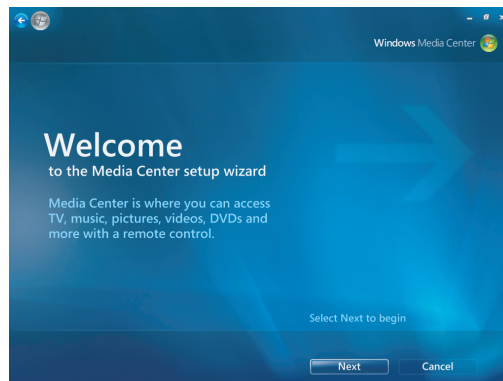 Windows Media Center
Welcome
to the Media Center setup wizard
Media Center is where you can access
TV, music, pictures, videos, DVDs and
more with a remote control.
Select Next to begin
Next
Cancel